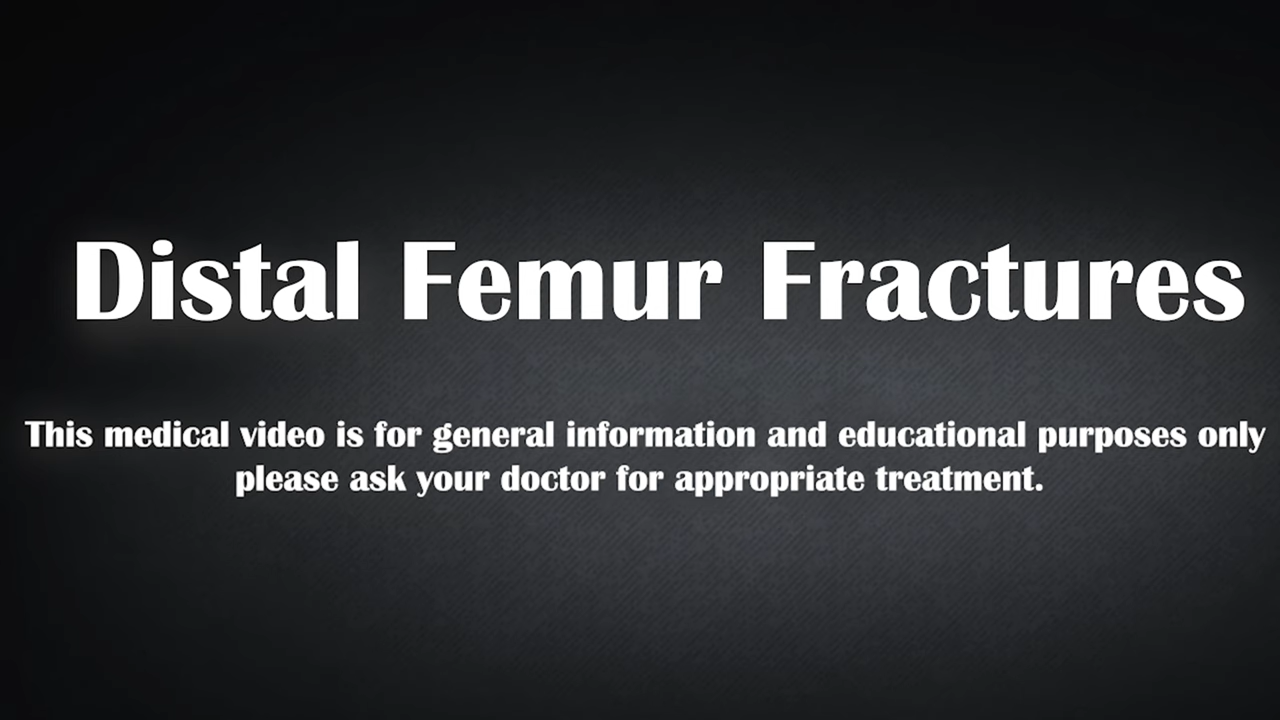 Distal Femur Fractures
This medical video is for general information and educational purposes only
please ask your doctor for appropriate treatment.